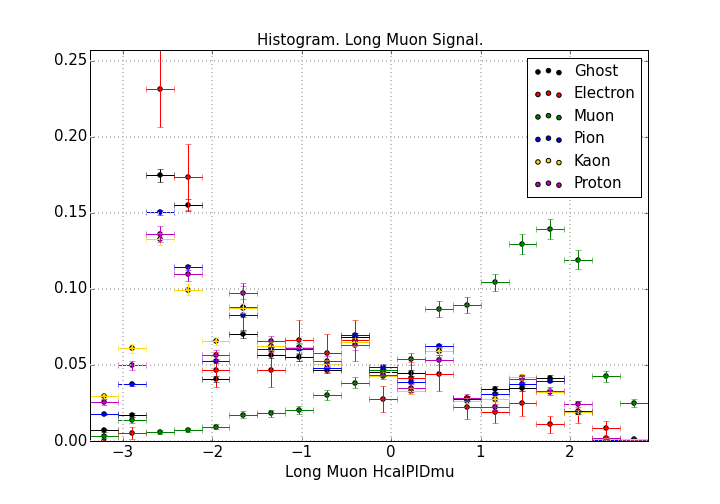 Histogram. Long Muon Signal.
0.25
0.20
0.15
0.10
0.05
0.00
Ghost
Electron
Muon
Pion
Kaon
Proton
−3 −2 −1 0 1 2
Long Muon HcalPIDmu